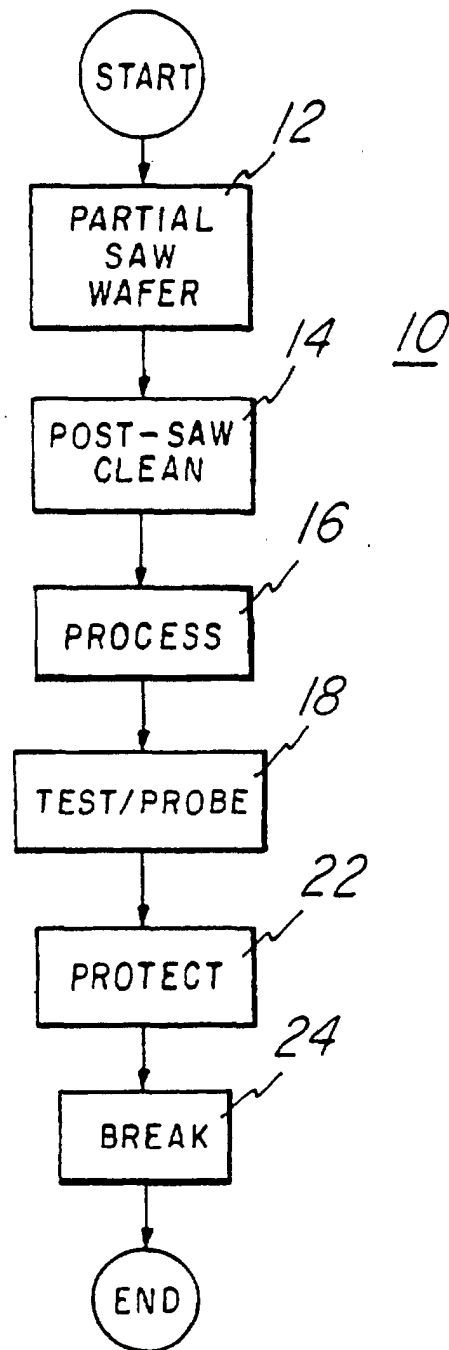 START
12
PARTIAL
SAW
WAFER
10
14
POST-SAW
CLEAN
16
PROCESS
18
TEST/PROBE
22
PROTECT
24
BREAK
END